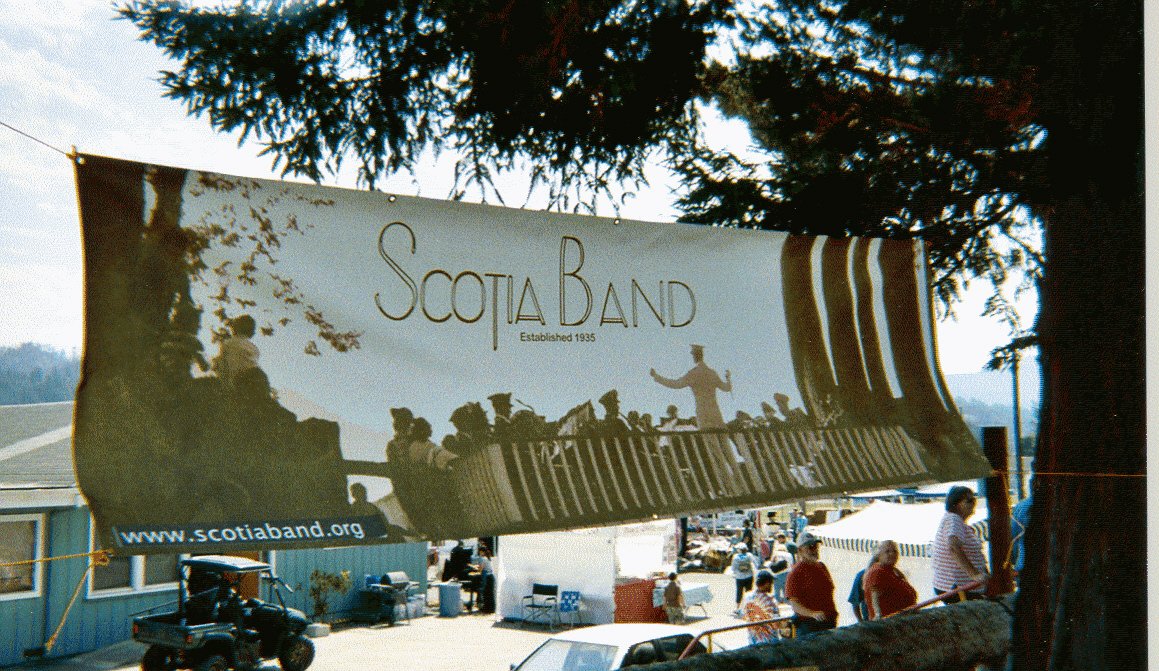 SCOTIA BAND
Established 1935
www.scotiaband.org